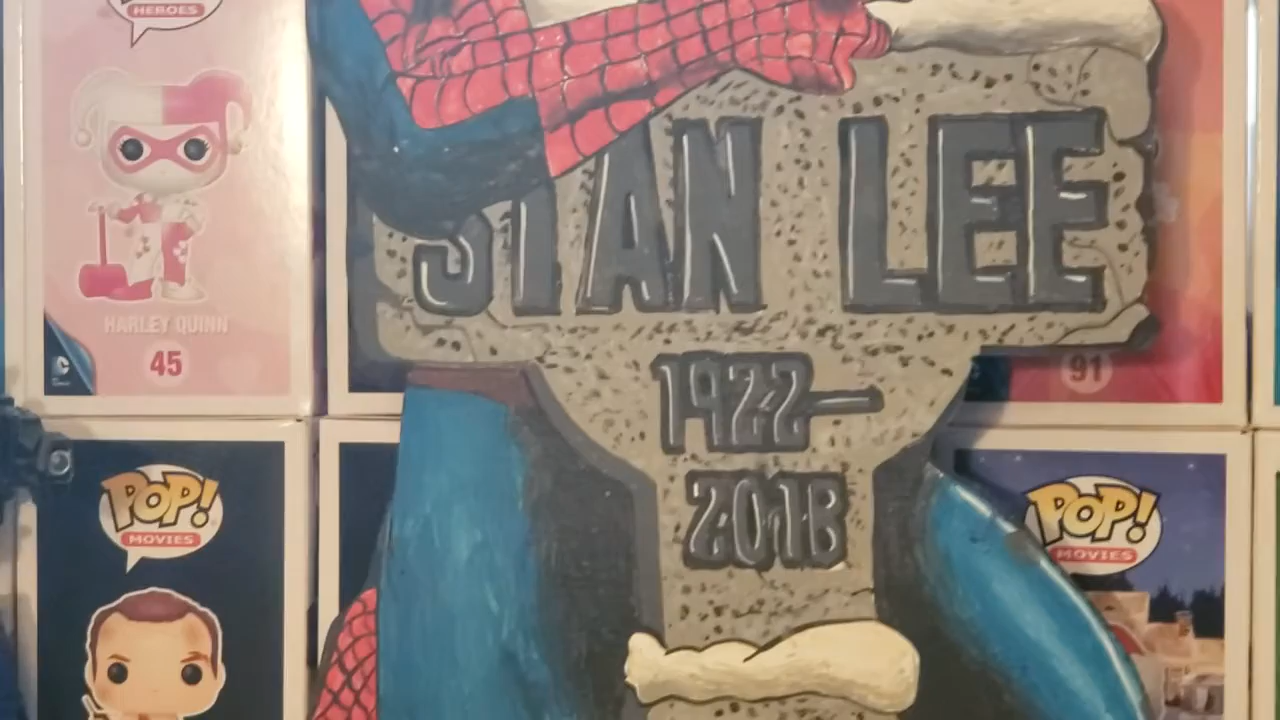 HEROES
HARLEY QUINN
45
STAN LEE
1922-
2018
91
POP!
MOVIES
POP!
MOVIES